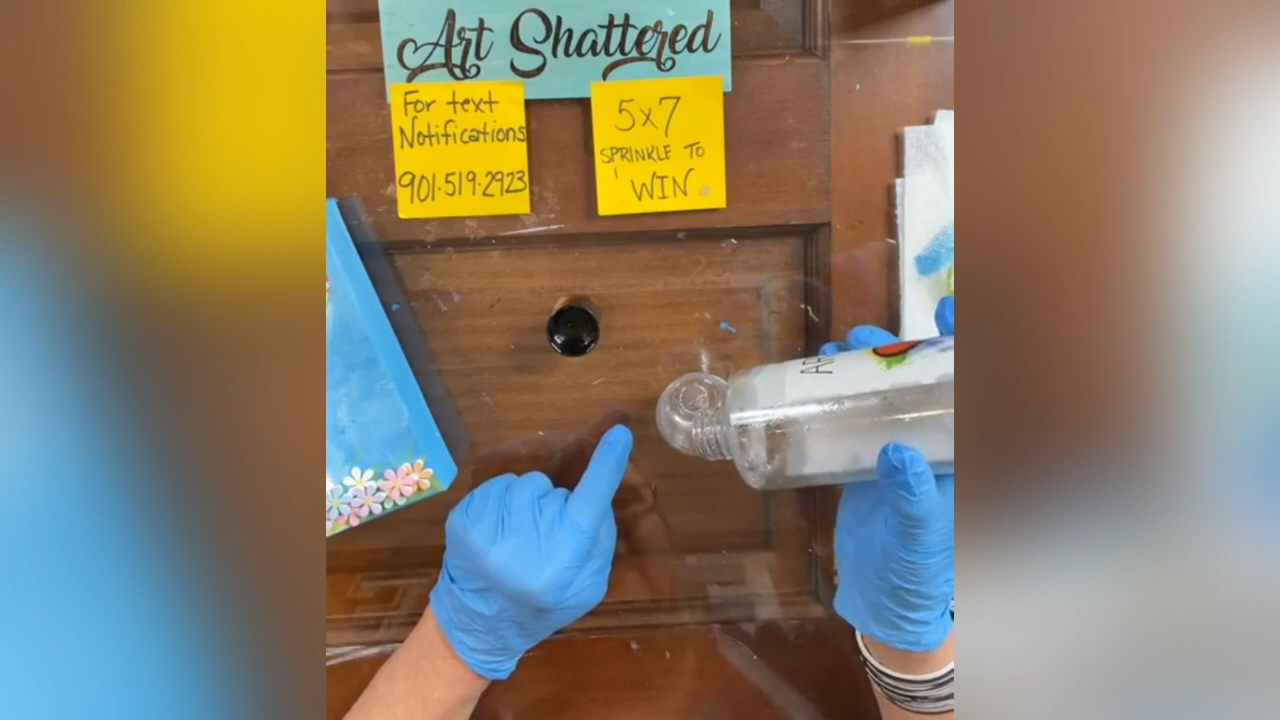 Art Shattered
For text
Notifications
901.519.2923
5x7
SPRINKLE TO
WIN.